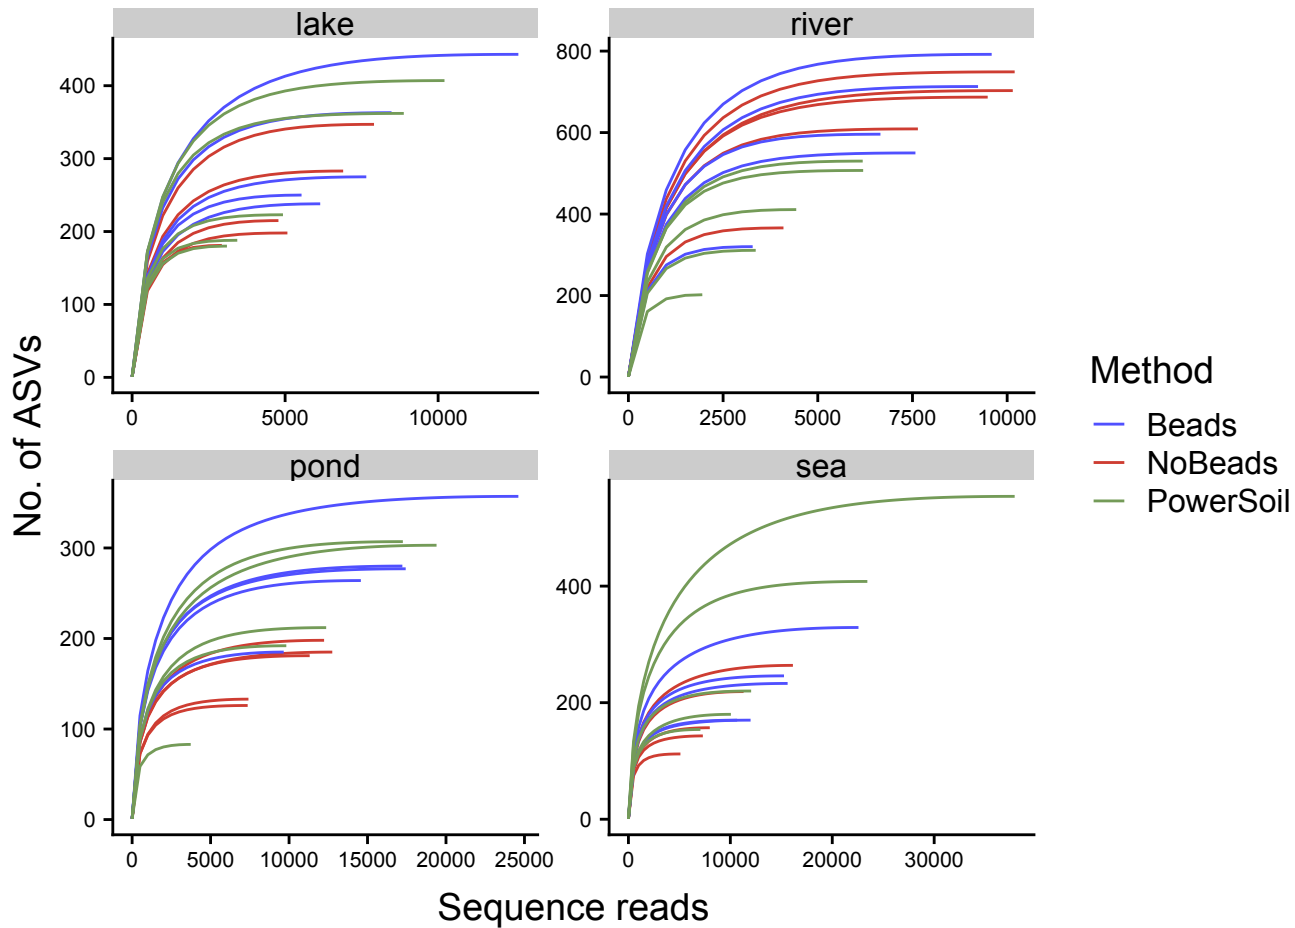 lake
river
400
300
200
100
0
0 5000 10000
800
600
400
200
0
0 2500 5000 7500 10000
No. of ASVs
pond
sea
300
200
100
0
0 5000 10000 15000 20000 25000
400
200
0
0 10000 20000 30000
Sequence reads
Method
Beads
NoBeads
PowerSoil